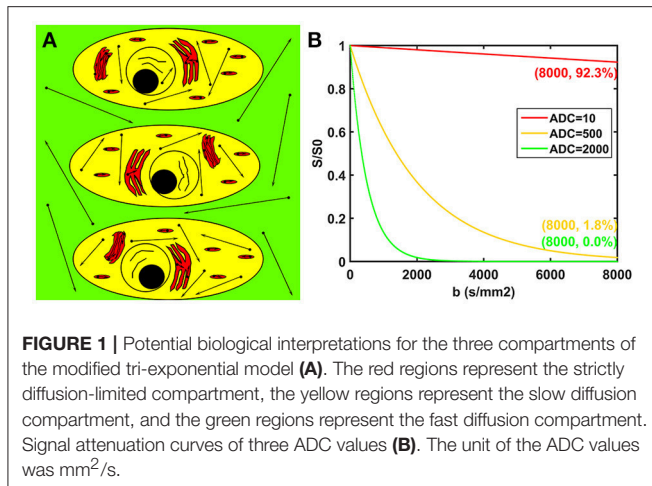 A
B
1
0.8
0.6
0.4
0.2
0
S/S0
(8000, 92.3%)
ADC=10
ADC=500
ADC=2000
(8000, 1.8%)
(8000, 0.0%)
0 2000 4000 6000 8000
b (s/mm2)
FIGURE 1 | Potential biological interpretations for the three compartments of
the modified tri-exponential model (A). The red regions represent the strictly
diffusion-limited compartment, the yellow regions represent the slow diffusion
compartment, and the green regions represent the fast diffusion compartment.
Signal attenuation curves of three ADC values (B). The unit of the ADC values
was mm²/s.